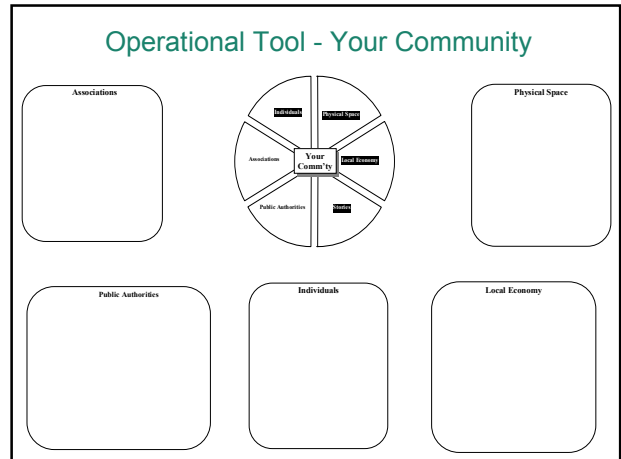 Operational Tool - Your Community
Associations
Physical Space
Individuals
Physical Space
Associations
Your
Comm'ty
Local Economy
Public Authorities
Stories
Public Authorities
Individuals
Local Economy